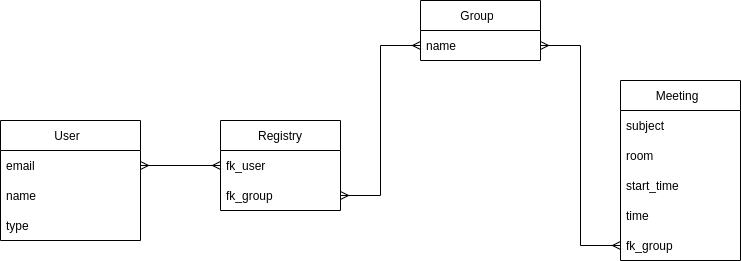 User
email
name
type
Registry
fk_user
fk_group
Group
name
Meeting
subject
room
start_time
time
fk_group